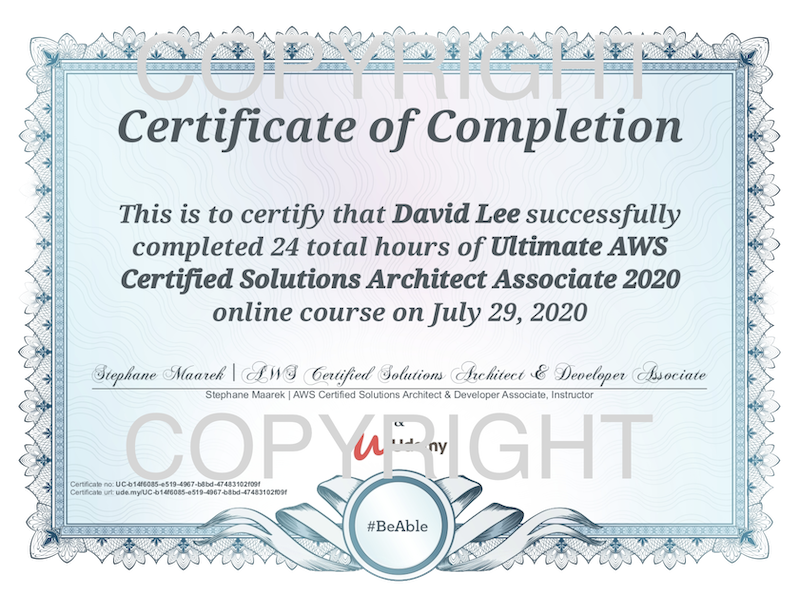 COPYRIGHT
Certificate of Completion
This is to certify that David Lee successfully
completed 24 total hours of Ultimate AWS
Certified Solutions Architect Associate 2020
online course on July 29, 2020
Stephane Maarek | AWS Certified Solutions Architect & Developer Associate
Stephane Maarek | AWS Certified Solutions Architect & Developer Associate, Instructor
COPYRIGHT
&
Udemy
Certificate no: UC-b14f6085-e519-4967-b8bd-47483102f09f
Certificate url: ude.my/UC-b14f6085-e519-4967-b8bd-47483102f09f
#BeAble